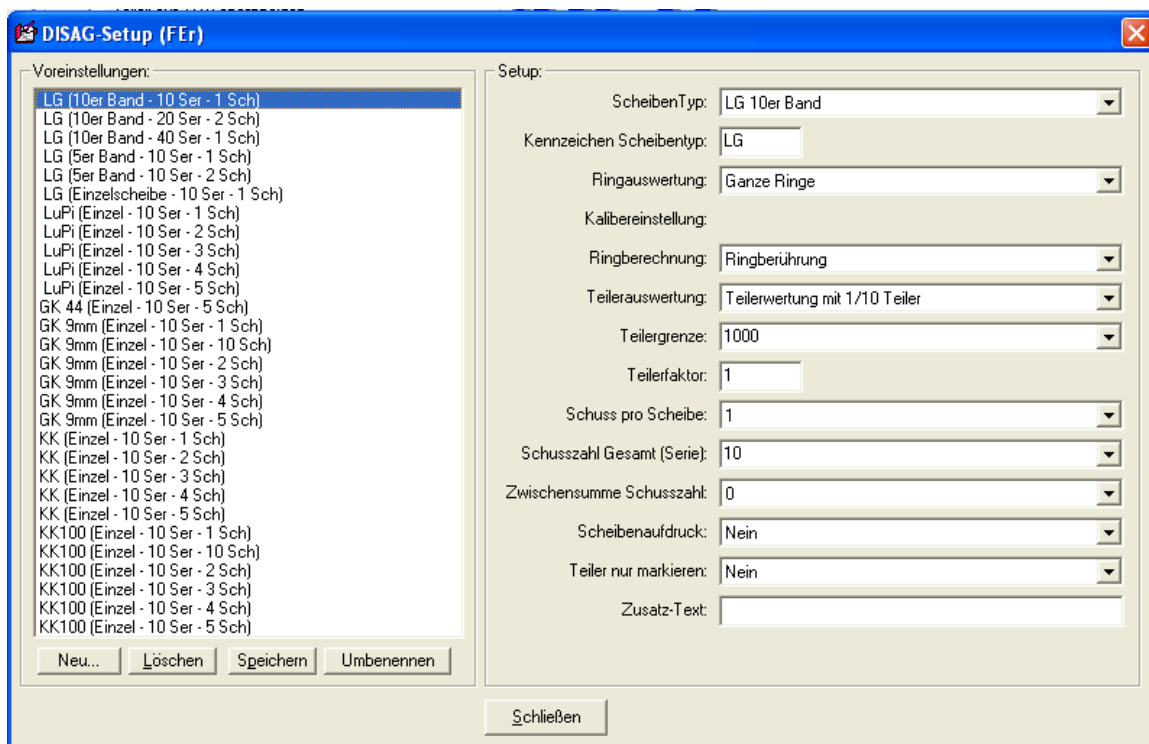 DISAG-Setup (FEr)
Voreinstellungen:
LG (10er Band - 10 Ser - 1 Sch)
LG (10er Band - 20 Ser - 2 Sch)
LG (10er Band - 40 Ser - 1 Sch)
LG (5er Band - 10 Ser - 1 Sch)
LG (5er Band - 10 Ser - 2 Sch)
LG (Einzelscheibe - 10 Ser - 1 Sch)
LuPi (Einzel - 10 Ser - 1 Sch)
LuPi (Einzel - 10 Ser - 2 Sch)
LuPi (Einzel - 10 Ser - 3 Sch)
LuPi (Einzel - 10 Ser - 4 Sch)
LuPi (Einzel - 10 Ser - 5 Sch)
GK 44 (Einzel - 10 Ser - 5 Sch)
GK 9mm (Einzel - 10 Ser - 1 Sch)
GK 9mm (Einzel - 10 Ser - 10 Sch)
GK 9mm (Einzel - 10 Ser - 2 Sch)
GK 9mm (Einzel - 10 Ser - 3 Sch)
GK 9mm (Einzel - 10 Ser - 4 Sch)
GK 9mm (Einzel - 10 Ser - 5 Sch)
KK (Einzel - 10 Ser - 1 Sch)
KK (Einzel - 10 Ser - 2 Sch)
KK (Einzel - 10 Ser - 3 Sch)
KK (Einzel - 10 Ser - 4 Sch)
KK (Einzel - 10 Ser - 5 Sch)
KK100 (Einzel - 10 Ser - 1 Sch)
KK100 (Einzel - 10 Ser - 10 Sch)
KK100 (Einzel - 10 Ser - 2 Sch)
KK100 (Einzel - 10 Ser - 3 Sch)
KK100 (Einzel - 10 Ser - 4 Sch)
KK100 (Einzel - 10 Ser - 5 Sch)
Neu... Löschen Speichern Umbenennen
Setup:
ScheibenTyp: LG 10er Band
Kennzeichen Scheibentyp: LG
Ringauswertung: Ganze Ringe
Kalibereinstellung:
Ringberechnung: Ringberührung
Teilerauswertung: Teilerwertung mit 1/10 Teiler
Teilergrenze: 1000
Teilerfaktor: 1
Schuss pro Scheibe: 1
Schusszahl Gesamt (Serie): 10
Zwischensumme Schusszahl: 0
Scheibenaufdruck: Nein
Teiler nur markieren: Nein
Zusatz-Text:
Schließen